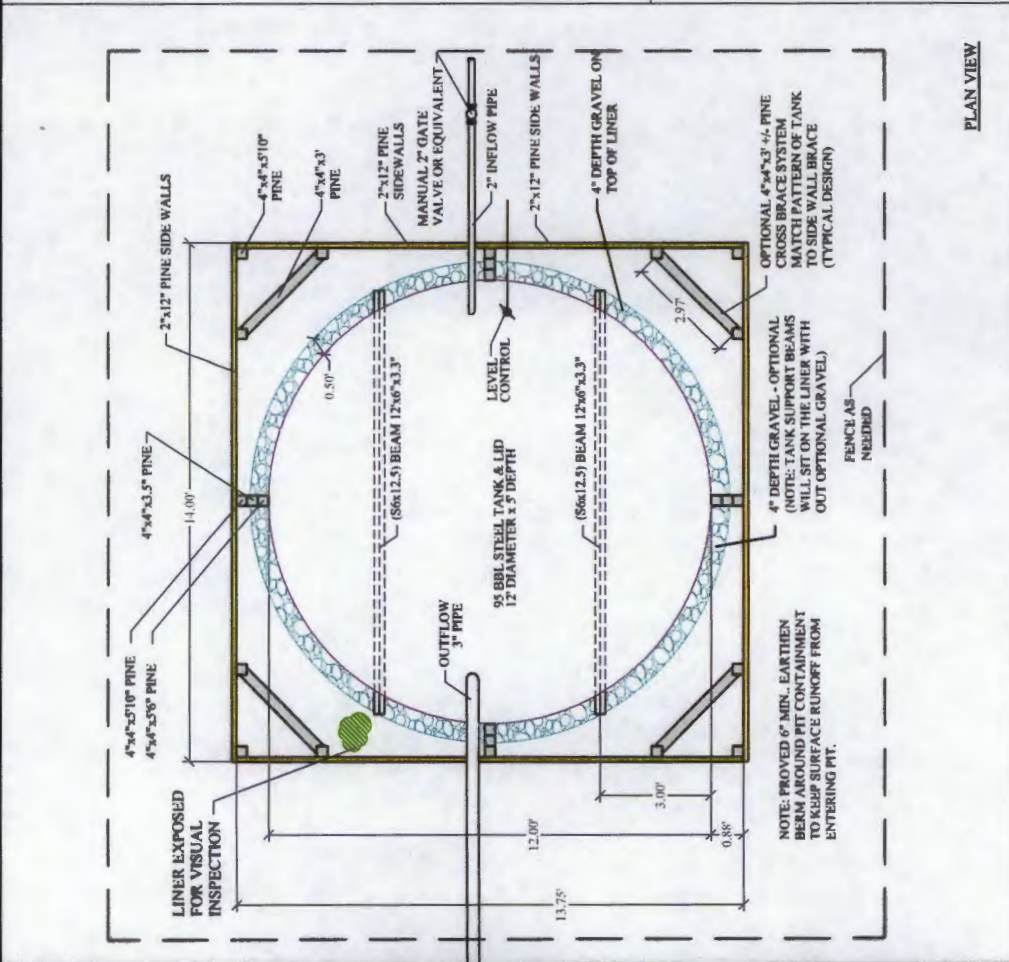 PLAN VIEW
4"x4"x5'10" PINE
4"x4"x5'6" PINE
4"x4"x3.5" PINE
2"x12" PINE SIDE WALLS
4"x4"x5'10"
PINE
4"x4"x3'
PINE
2"x12" PINE
SIDEWALLS
MANUAL 2" GATE
VALVE OR EQUIVALENT
2" INFLOW PIPE
2"x12" PINE SIDE WALLS
4" DEPTH GRAVEL ON
TOP OF LINER
OPTIONAL 4"x4"x3' +/- PINE
CROSS BRACE SYSTEM
MATCH PATTERN OF TANK
TO SIDE WALL BRACE
(TYPICAL DESIGN)
LINER EXPOSED
FOR VISUAL
INSPECTION
14.00'
0.50'
(S6x12.5) BEAM 12'x6"x3.3"
LEVEL
CONTROL
95 BBL STEEL TANK & LID
12' DIAMETER x 5' DEPTH
OUTFLOW
3" PIPE
(S6x12.5) BEAM 12'x6"x3.3"
2.97'
3.00'
12.00'
0.88'
13.75'
4" DEPTH GRAVEL - OPTIONAL
(NOTE: TANK SUPPORT BEAMS
WILL SIT ON THE LINER WITH
OUT OPTIONAL GRAVEL)
NOTE: PROVED 6" MIN.. EARTHEN
BERM AROUND PIT CONTAINMENT
TO KEEP SURFACE RUNOFF FROM
ENTERING PIT.
FENCE AS
NEEDED